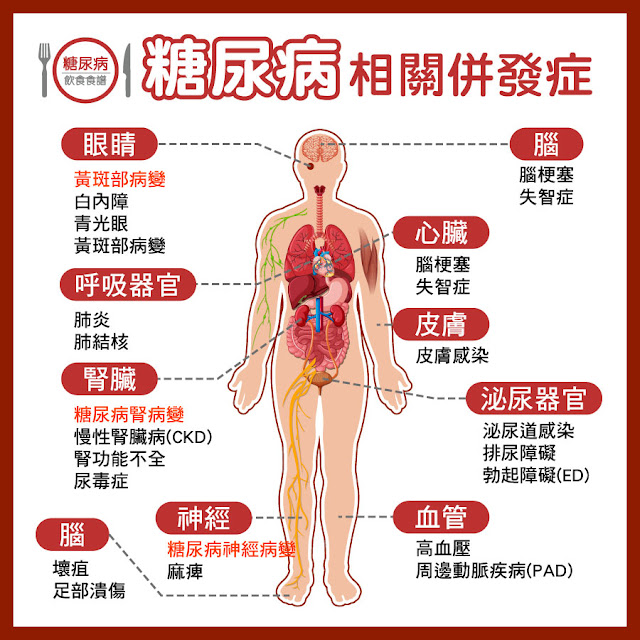 糖尿病
飲食食譜
糖尿病 相關併發症
眼睛
黃斑部病變
白內障
青光眼
黃斑部病變
腦
腦梗塞
失智症
心臟
腦梗塞
失智症
呼吸器官
肺炎
肺結核
皮膚
皮膚感染
腎臟
糖尿病腎病變
慢性腎臟病(CKD)
腎功能不全
尿毒症
泌尿器官
泌尿道感染
排尿障礙
勃起障礙(ED)
神經
糖尿病神經病變
麻痺
血管
高血壓
周邊動脈疾病(PAD)
腦
壞疽
足部潰傷